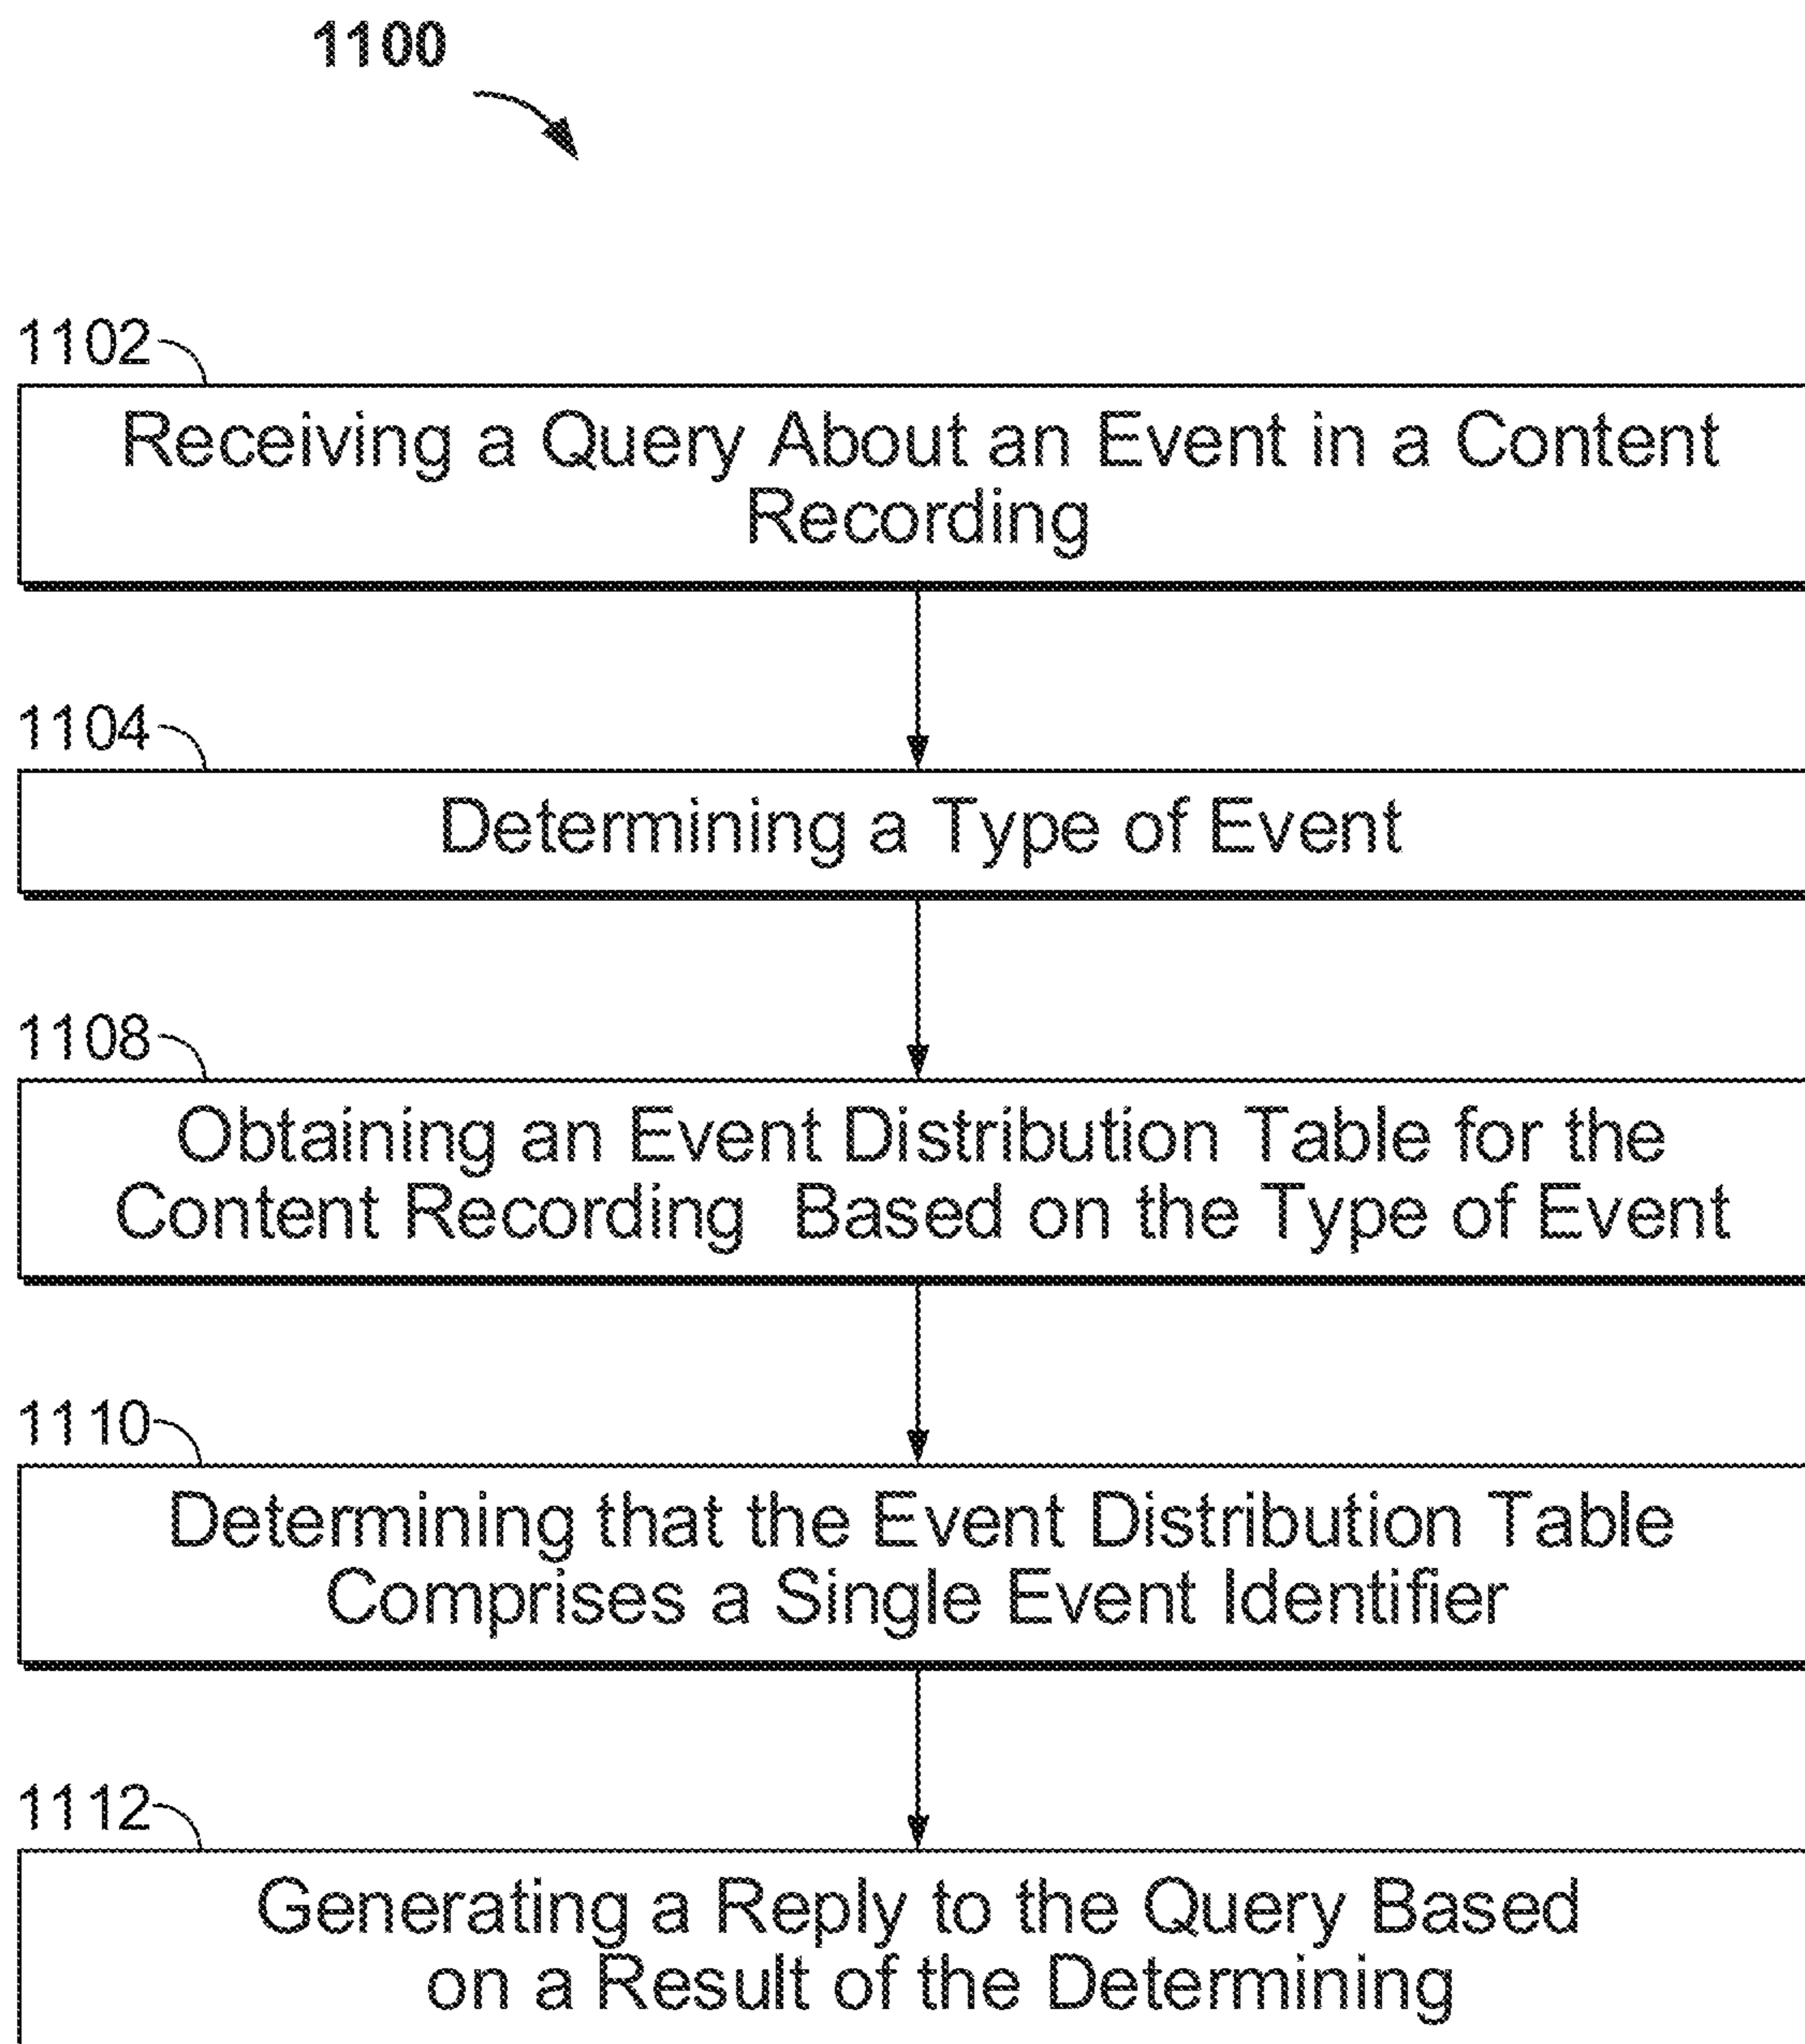 1100
1102
Receiving a Query About an Event in a Content
Recording
1104
Determining a Type of Event
1108
Obtaining an Event Distribution Table for the
Content Recording Based on the Type of Event
1110
Determining that the Event Distribution Table
Comprises a Single Event Identifier
1112
Generating a Reply to the Query Based
on a Result of the Determining